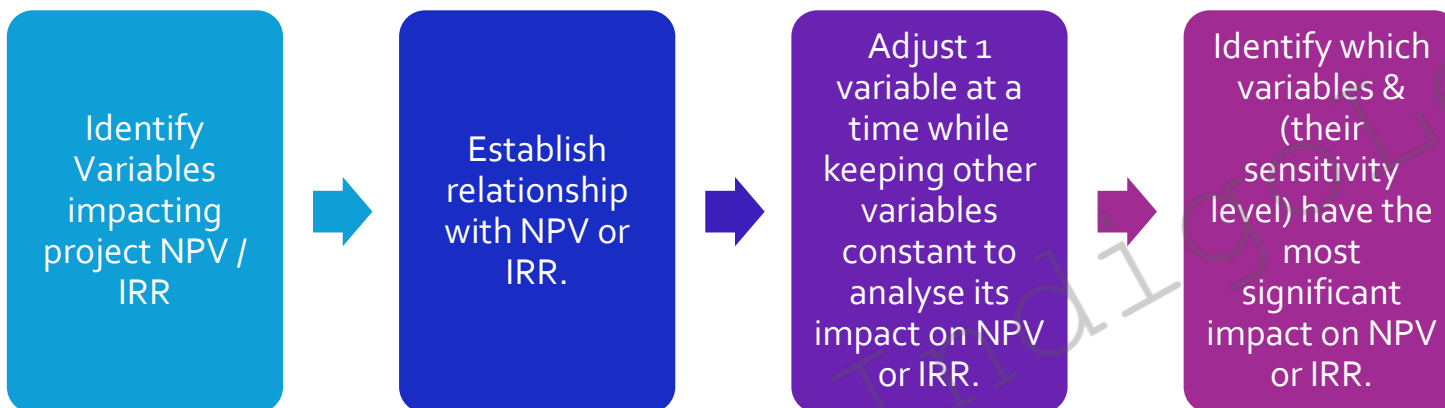 Identify
Variables
impacting
project NPV /
IRR
Establish
relationship
with NPV or
IRR.
Adjust 1
variable at a
time while
keeping other
variables
constant to
analyse its
impact on NPV
or IRR.
Identify which
variables &
(their
sensitivity
level) have the
most
significant
impact on NPV
or IRR.